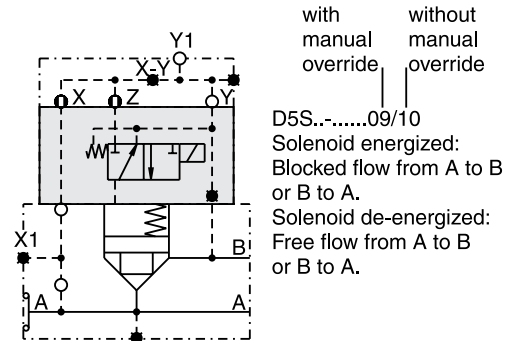 with without
manual manual
override override
D5S..-......09/10
Solenoid energized:
Blocked flow from A to B
or B to A.
Solenoid de-energized:
Free flow from A to B
or B to A.
Y1
X-Y
X Z Y
X1
B
A A